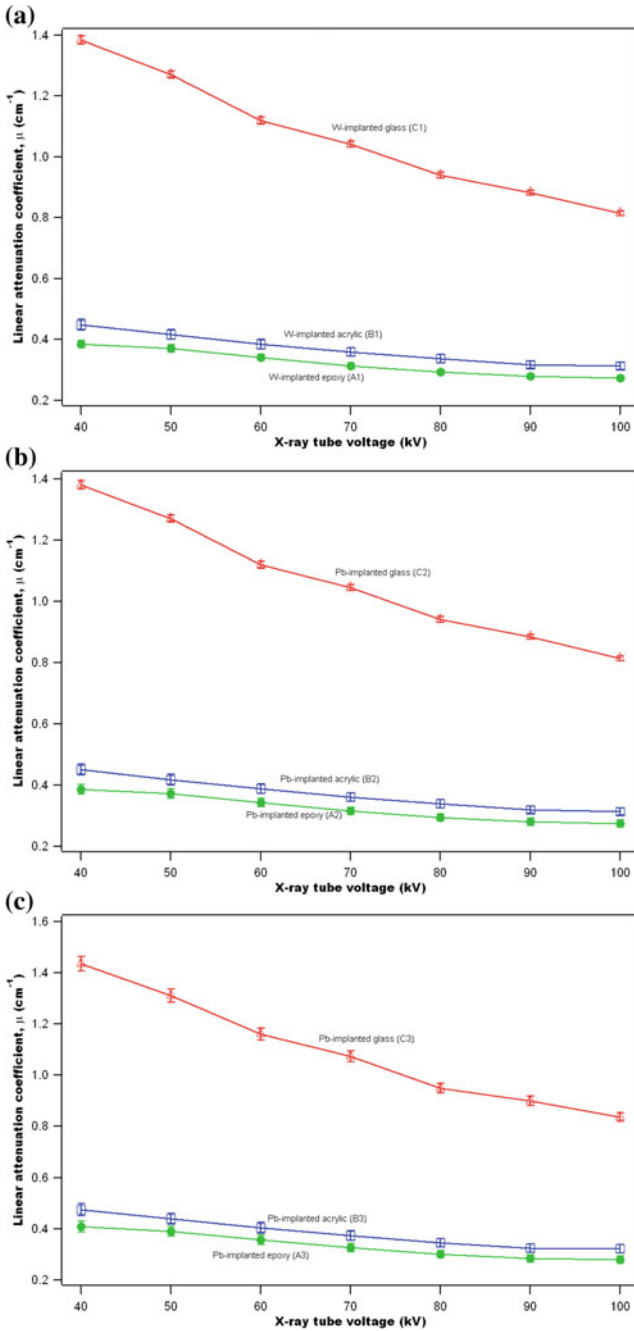 (a)
1.4
1.2
1.0
0.8
0.6
0.4
0.2
Linear attenuation coefficient, μ (cm⁻¹)
W-implanted glass (C1)
W-implanted acrylic (B1)
W-implanted epoxy (A1)
40 50 60 70 80 90 100
X-ray tube voltage (kV)
(b)
1.4
1.2
1.0
0.8
0.6
0.4
0.2
Linear attenuation coefficient, μ (cm⁻¹)
Pb-implanted glass (C2)
Pb-implanted acrylic (B2)
Pb-implanted epoxy (A2)
40 50 60 70 80 90 100
X-ray tube voltage (kV)
(c)
1.6
1.4
1.2
1.0
0.8
0.6
0.4
0.2
Linear attenuation coefficient, μ (cm⁻¹)
Pb-implanted glass (C3)
Pb-implanted acrylic (B3)
Pb-implanted epoxy (A3)
40 50 60 70 80 90 100
X-ray tube voltage (kV)